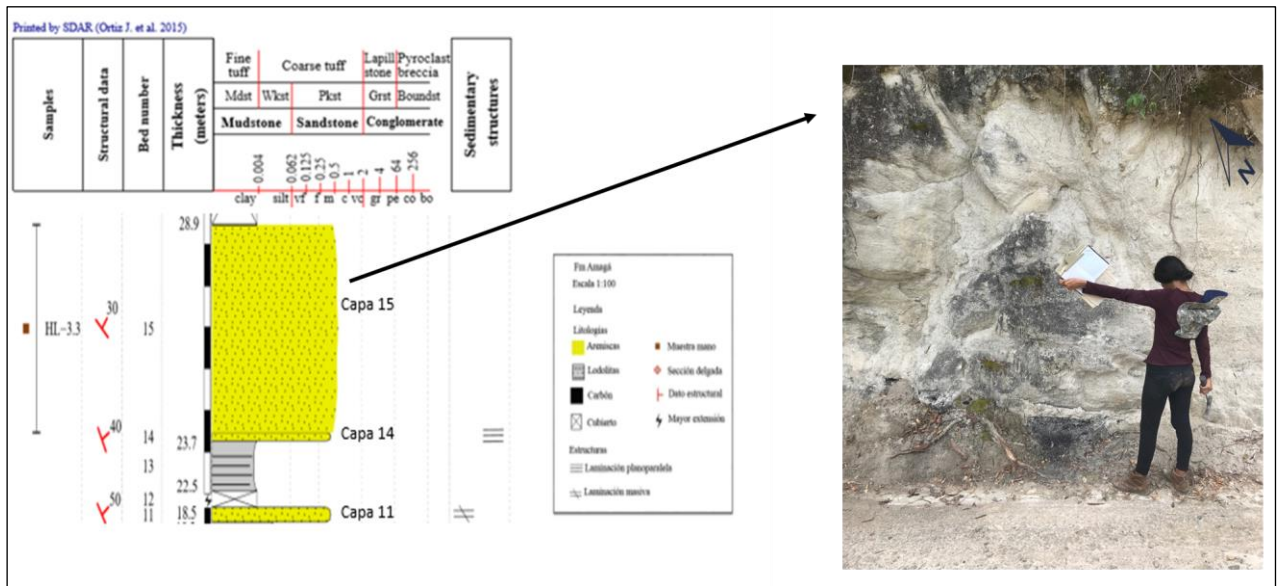 Printed by SDAR (Ortiz J. et al. 2015)
Samples
Structural data
Bed number
Thickness
(meters)
Fine
tuff
Coarse tuff
Lapill
stone
Pyroclast
breccia
Mdst
Wkst
Pkst
Grst
Boundst
Mudstone
Sandstone
Conglomerate
0.004
0.062
0.125
0.25
0.5
1
2
4
64
256
clay
silt
vf
f
m
c
vc
gr
pe
co
bo
Sedimentary
structures
28.9
HL-3.3
30
15
Capa 15
40
14
23.7
Capa 14
13
22.5
12
50
11
18.5
Capa 11
Fm Amagá
Escala 1:100
Leyenda
Litologías
Areniscas
Muestra mano
Lodolitas
Sección delgada
Carbón
Dato estructural
Cubierto
Mayor extensión
Estructuras
Laminación planoparalela
Laminación masiva
N